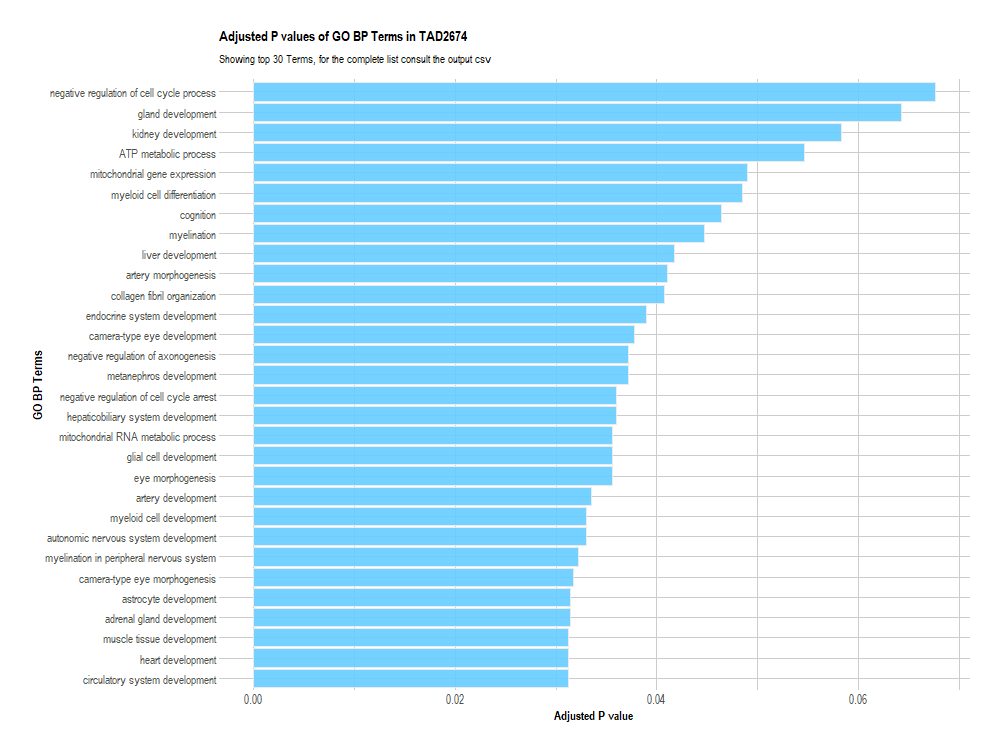 Adjusted P values of GO BP Terms in TAD2674
Showing top 30 Terms, for the complete list consult the output csv
GO BP Terms
negative regulation of cell cycle process
gland development
kidney development
ATP metabolic process
mitochondrial gene expression
myeloid cell differentiation
cognition
myelination
liver development
artery morphogenesis
collagen fibril organization
endocrine system development
camera-type eye development
negative regulation of axonogenesis
metanephros development
negative regulation of cell cycle arrest
hepaticobiliary system development
mitochondrial RNA metabolic process
glial cell development
eye morphogenesis
artery development
myeloid cell development
autonomic nervous system development
myelination in peripheral nervous system
camera-type eye morphogenesis
astrocyte development
adrenal gland development
muscle tissue development
heart development
circulatory system development
0.00 0.02 0.04 0.06
Adjusted P value